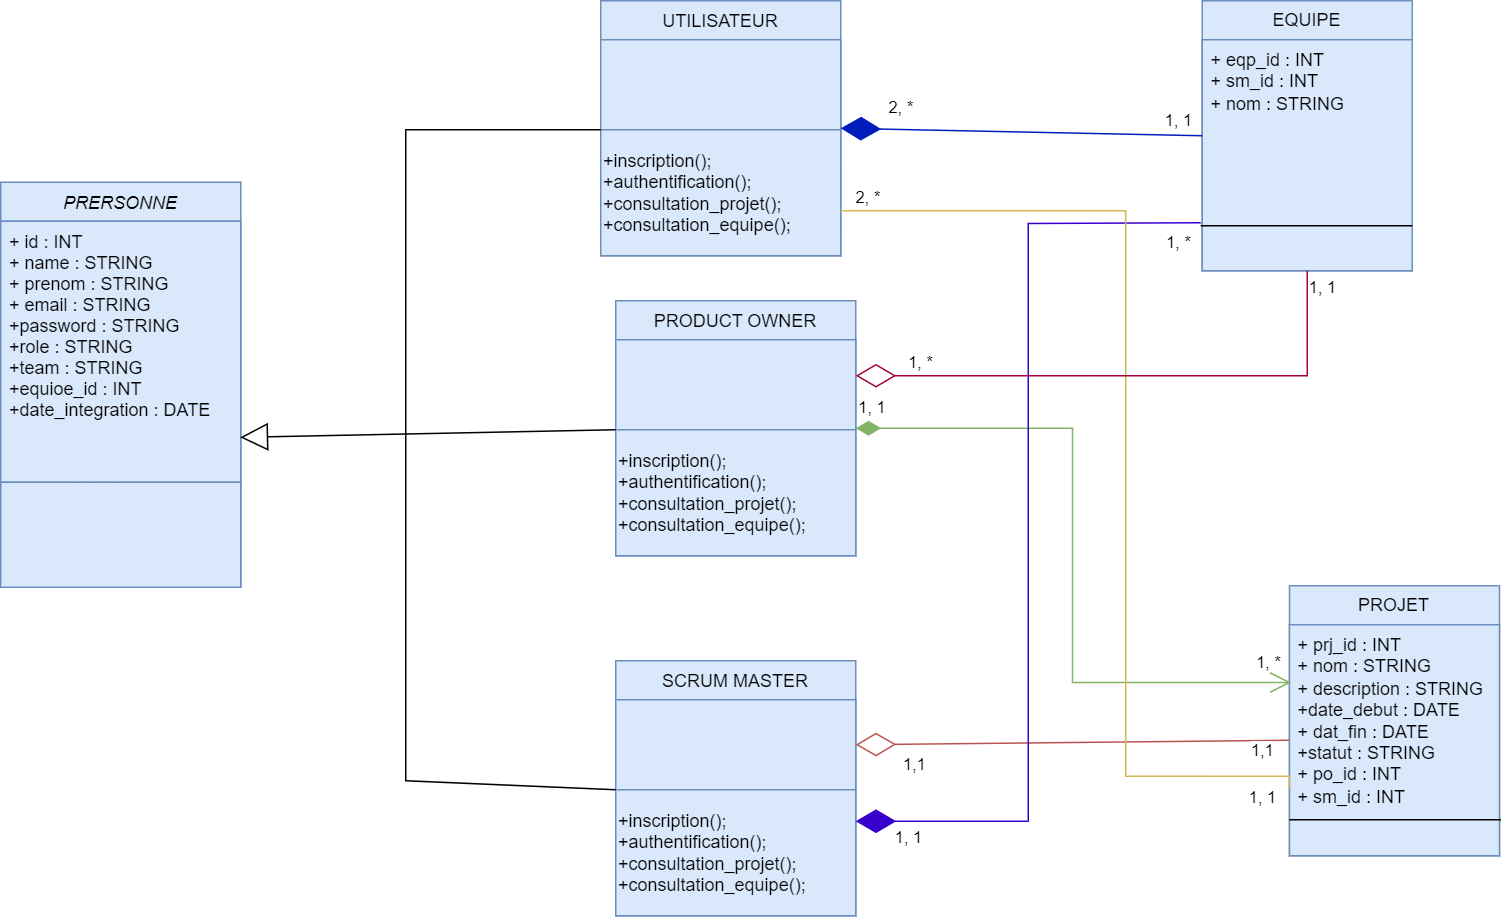 UTILISATEUR
+inscription();
+authentification();
+consultation_projet();
+consultation_equipe();
EQUIPE
+ eqp_id : INT
+ sm_id : INT
+ nom : STRING
2, *
1, 1
2, *
1, *
1, 1
PRERSONNE
+ id : INT
+ name : STRING
+ prenom : STRING
+ email : STRING
+password : STRING
+role : STRING
+team : STRING
+equioe_id : INT
+date_integration : DATE
PRODUCT OWNER
+inscription();
+authentification();
+consultation_projet();
+consultation_equipe();
1, *
1, 1
SCRUM MASTER
+inscription();
+authentification();
+consultation_projet();
+consultation_equipe();
1,1
1, 1
1, *
1,1
1, 1
PROJET
+ prj_id : INT
+ nom : STRING
+ description : STRING
+date_debut : DATE
+ dat_fin : DATE
+statut : STRING
+ po_id : INT
+ sm_id : INT